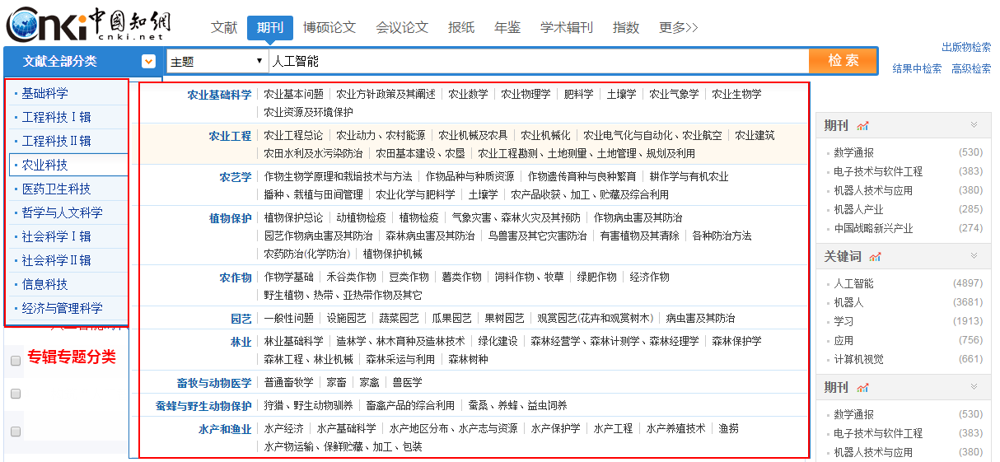 Cnki中国知网
cnki.net
文献 期刊 博硕论文 会议论文 报纸 年鉴 学术辑刊 指数 更多>>
出版物检索
文献全部分类 主题 人工智能 检索
结果中检索 高级检索
基础科学
工程科技Ⅰ辑
工程科技Ⅱ辑
农业科技
医药卫生科技
哲学与人文科学
社会科学Ⅰ辑
社会科学Ⅱ辑
信息科技
经济与管理科学
专辑专题分类
农业基础科学 农业基本问题 农业方针政策及其阐述 农业数学 农业物理学 肥料学 土壤学 农业气象学 农业生物学
农业资源及环境保护
农业工程 农业工程总论 农业动力、农村能源 农业机械及农具 农业机械化 农业电气化与自动化、农业航空 农业建筑
农田水利及水污染防治 农田基本建设、农垦 农业工程勘测、土地测量、土地管理、规划及利用
农艺学 作物生物学原理和栽培技术与方法 作物品种与种质资源 作物遗传育种与良种繁育 耕作学与有机农业
播种、栽植与田间管理 农业化学与肥料学 土壤学 农产品收获、加工、贮藏及综合利用
植物保护 植物保护总论 动植物检疫 植物检疫 气象灾害、森林火灾及其预防 作物病虫害及其防治
园艺作物病虫害及其防治 森林病虫害及其防治 鸟兽害及其它灾害防治 有害植物及其清除 各种防治方法
农药防治(化学防治) 植物保护机械
农作物 作物学基础 禾谷类作物 豆类作物 薯类作物 饲料作物、牧草 绿肥作物 经济作物
野生植物、热带、亚热带作物及其它
园艺 一般性问题 设施园艺 蔬菜园艺 瓜果园艺 果树园艺 观赏园艺(花卉和观赏树木) 病虫害及其防治
林业 林业基础科学 造林学、林木育种及造林技术 绿化建设 森林经营学、森林计测学、森林经理学 森林保护学
森林工程、林业机械 森林采运与利用 森林树种
畜牧与动物医学 普通畜牧学 家畜 家禽 兽医学
蚕蜂与野生动物保护 狩猎、野生动物驯养 畜禽产品的综合利用 蚕桑、养蜂、益虫饲养
水产和渔业 水产经济 水产基础科学 水产地区分布、水产志与资源 水产保护学 水产工程 水产养殖技术 渔捞
水产物运输、保鲜贮藏、加工、包装
期刊
数学通报 (530)
电子技术与软件工程 (383)
机器人技术与应用 (380)
机器人产业 (285)
中国战略新兴产业 (274)
关键词
人工智能 (4897)
机器人 (3681)
学习 (1913)
应用 (756)
计算机视觉 (661)
期刊
数学通报 (530)
电子技术与软件工程 (383)
机器人技术与应用 (380)